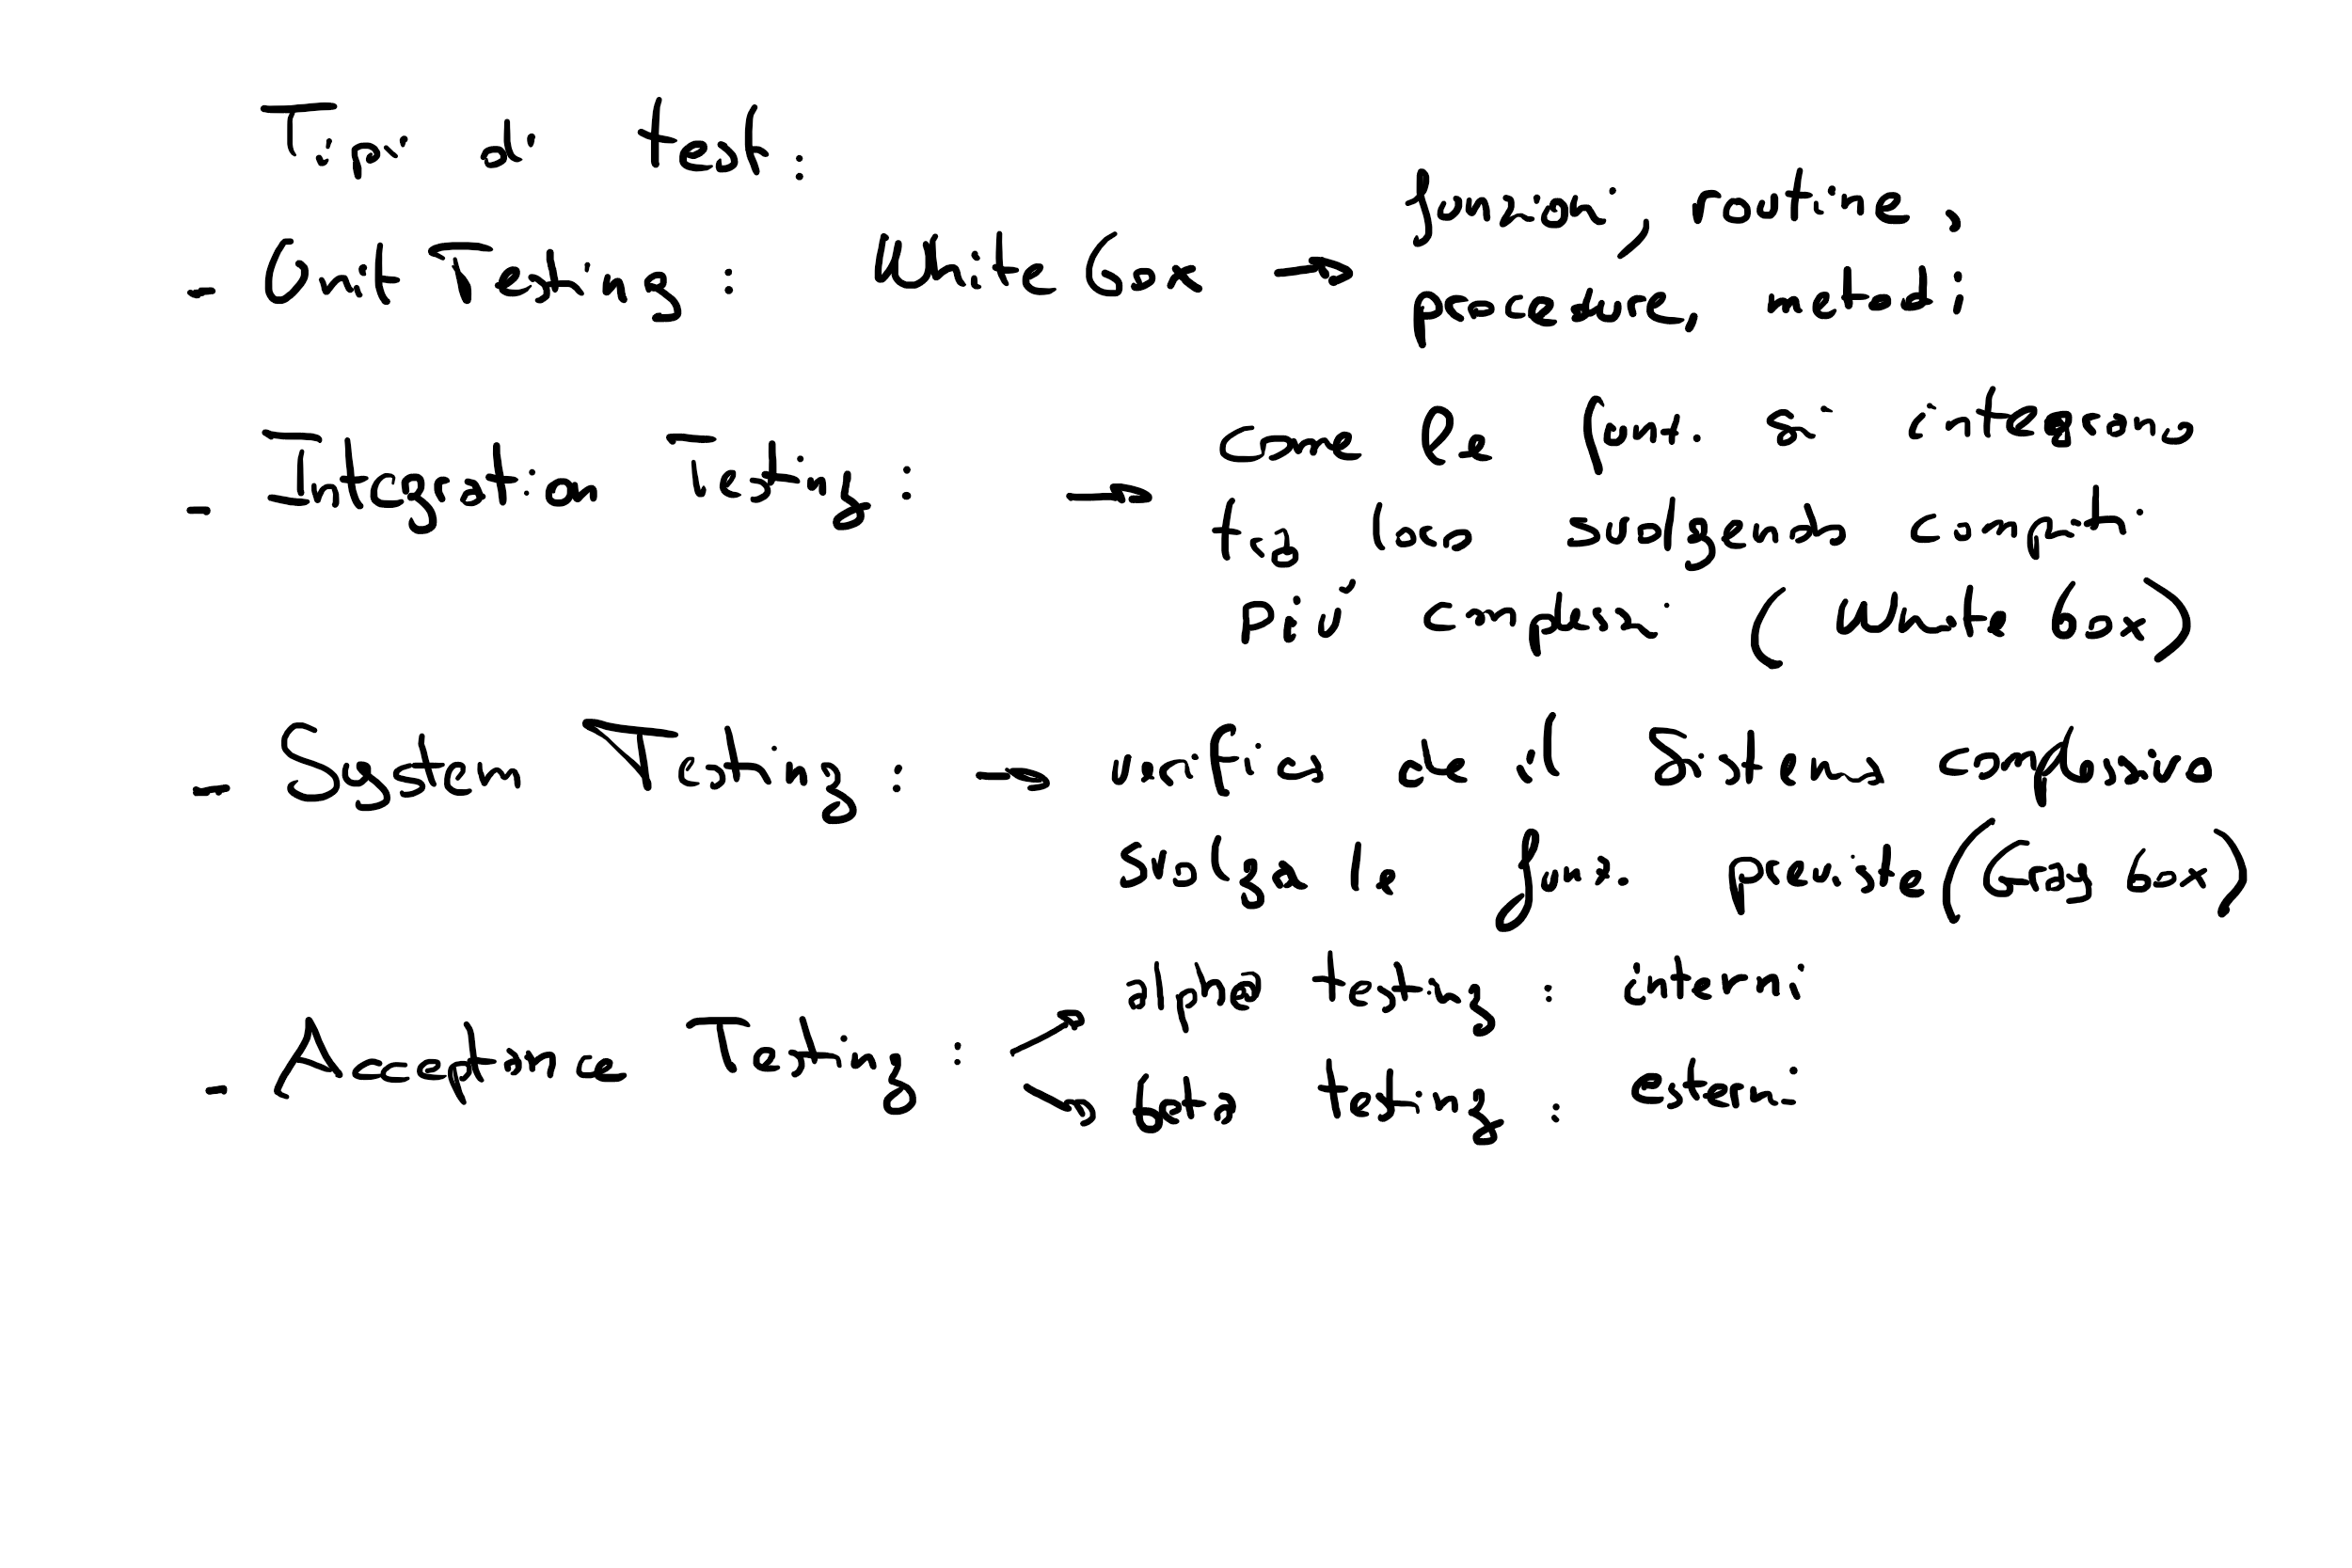 Tipi di test:
- Unit Testing: White Box → funzioni, routine,
procedure, metodi
- Integration Testing: → come le funz. si integrano
tra loro svolgento compiti
più complessi (White box)
- System Testing: → verifica che il Sistema complessivo
svolga le funz. previste (Gray box)
- Acceptance Testing: → alpha testing: interni
→ beta testing: esterni